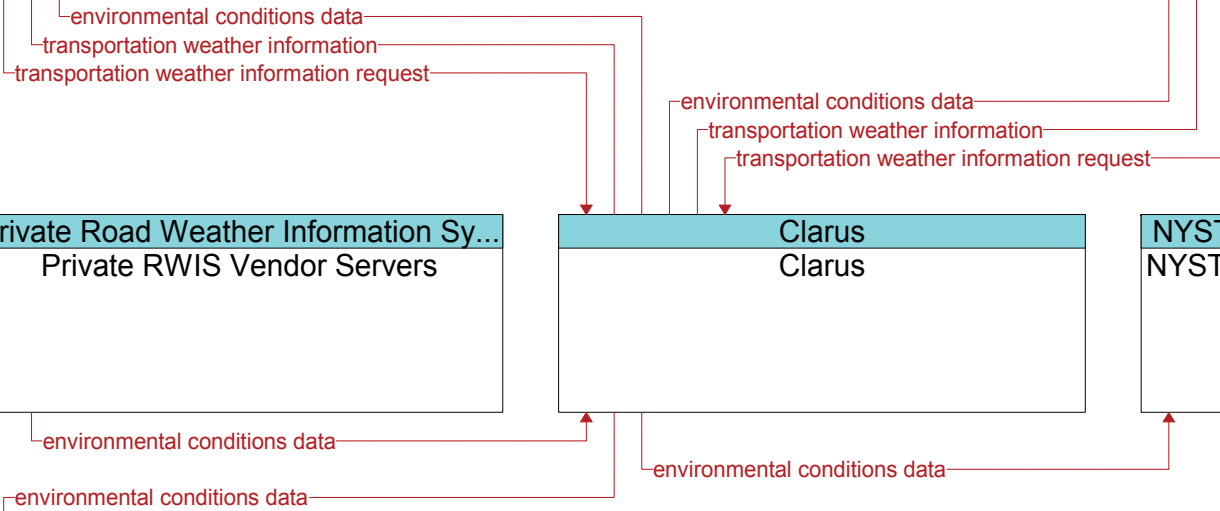 environmental conditions data
transportation weather information
transportation weather information request
environmental conditions data
transportation weather information
transportation weather information request
rivate Road Weather Information Sy...
Private RWIS Vendor Servers
Clarus
Clarus
NYST
NYST
environmental conditions data
environmental conditions data
environmental conditions data